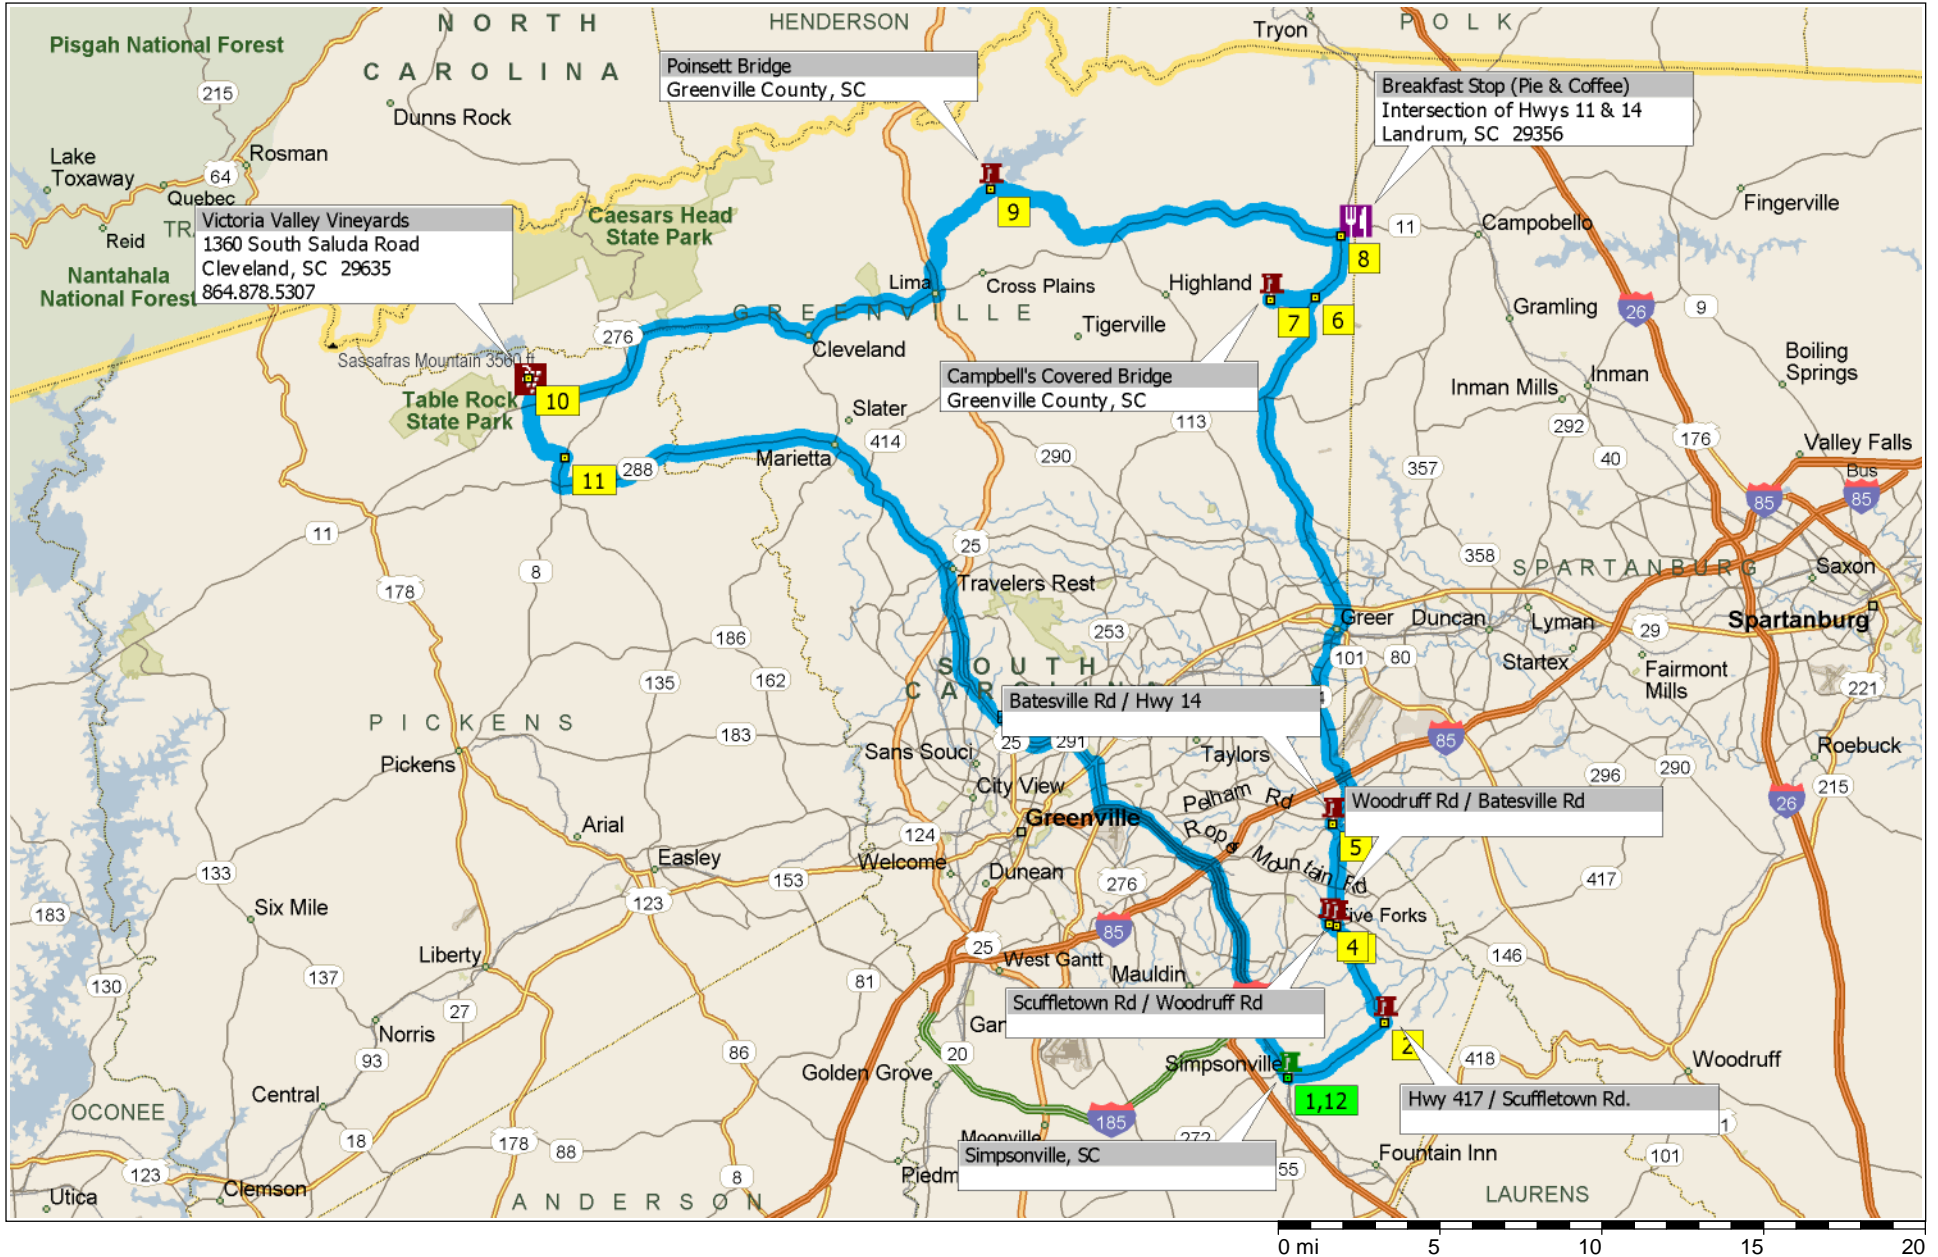 NORTH
CAROLINA
HENDERSON
POLK
Tryon
Pisgah National Forest
215
Dunns Rock
Poinsett Bridge
Greenville County, SC
Breakfast Stop (Pie & Coffee)
Intersection of Hwys 11 & 14
Landrum, SC 29356
Lake
Toxaway
Rosman
64
Quebec
Reid
Nantahala
National Forest
Victoria Valley Vineyards
1360 South Saluda Road
Cleveland, SC 29635
864.878.5307
Caesars Head
State Park
9
11
Campobello
Fingerville
8
Lima
Cross Plains
Highland
7
6
Gramling
26
9
GREENVILLE
Tigerville
276
Cleveland
Sassafras Mountain 3560 ft
Table Rock
State Park
10
Campbell's Covered Bridge
Greenville County, SC
Boiling
Springs
Inman
Inman Mills
Slater
414
113
292
176
Valley Falls
Marietta
290
357
40
Bus
85
85
288
11
11
25
358
SPARTANBURG
Saxon
8
178
Travelers Rest
Greer
Duncan
Lyman
29
Spartanburg
186
253
101
80
Startex
Fairmont
Mills
221
135
162
SOUTH
Batesville Rd / Hwy 14
PICKENS
183
25
291
Taylors
85
Roebuck
Pickens
Sans Souci
City View
Pelham Rd
296
290
215
26
Woodruff Rd / Batesville Rd
Greenville
5
Arial
124
Welcome
Easley
153
Dunean
276
Mountain Rd
417
133
183
123
Six Mile
Five Forks
4
85
25
West Gantt
146
Liberty
137
130
81
Mauldin
27
Scuffletown Rd / Woodruff Rd
Norris
93
86
20
Golden Grove
Simpsonville
2
418
Woodruff
Central
1,12
Hwy 417 / Scuffletown Rd.
OCONEE
185
18
178
88
Moonville
272
Simpsonville, SC
55
Fountain Inn
101
123
8
Utica
Clemson
ANDERSON
LAURENS
0 mi
5
10
15
20